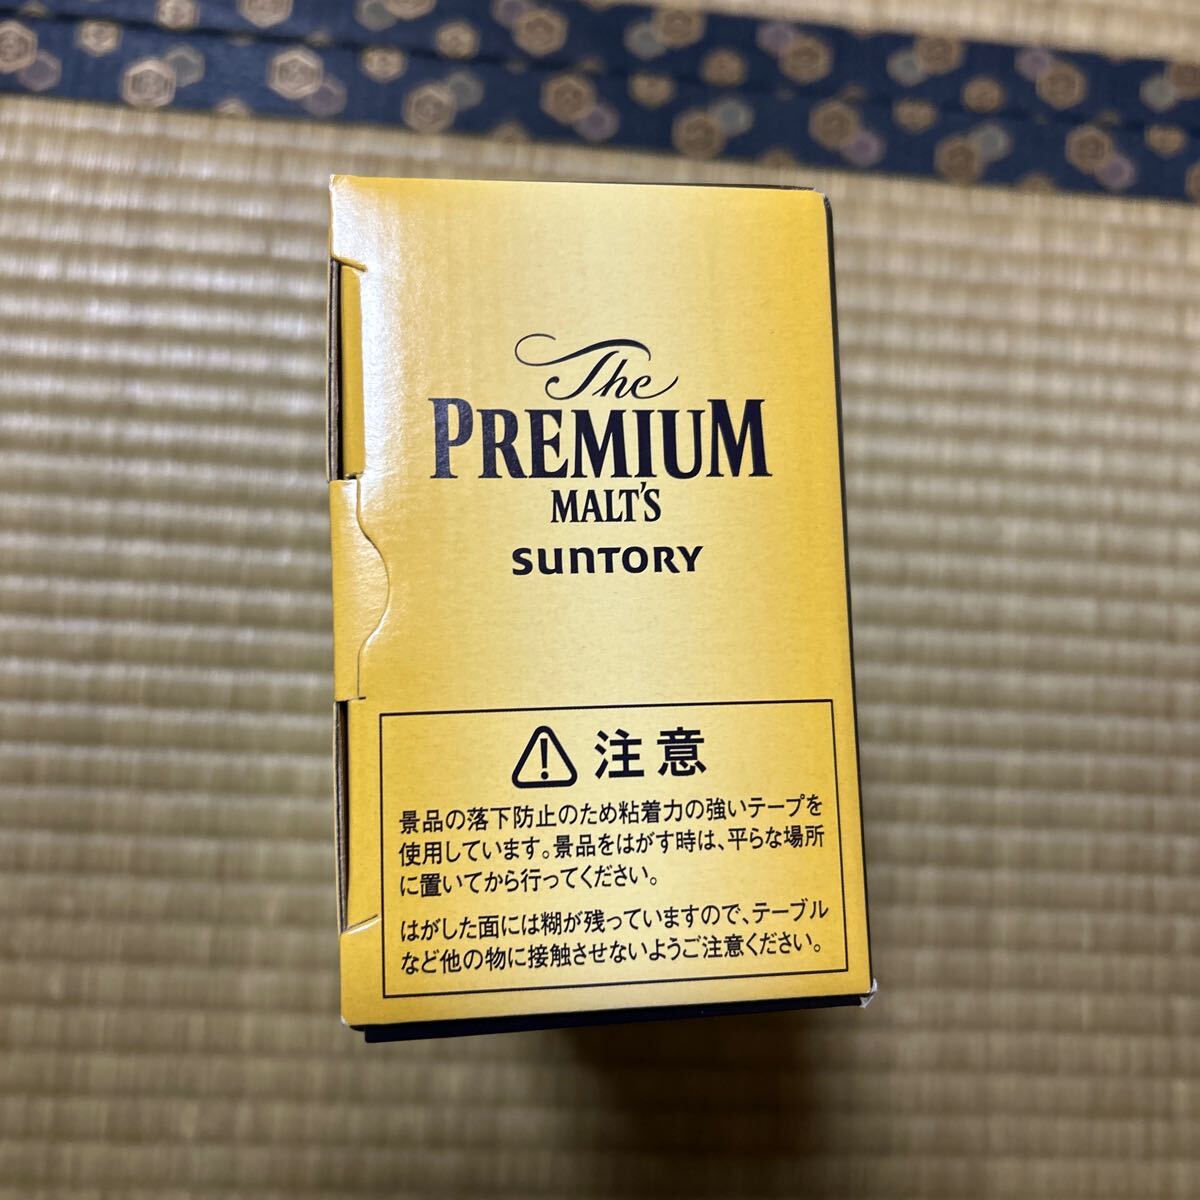 The
PREMIUM
MALT'S
SUNTORY
注意
景品の落下防止のため粘着力の強いテープを
使用しています。景品をはがす時は、平らな場所
に置いてから行ってください。
はがした面には糊が残っていますので、テーブル
など他の物に接触させないようご注意ください。